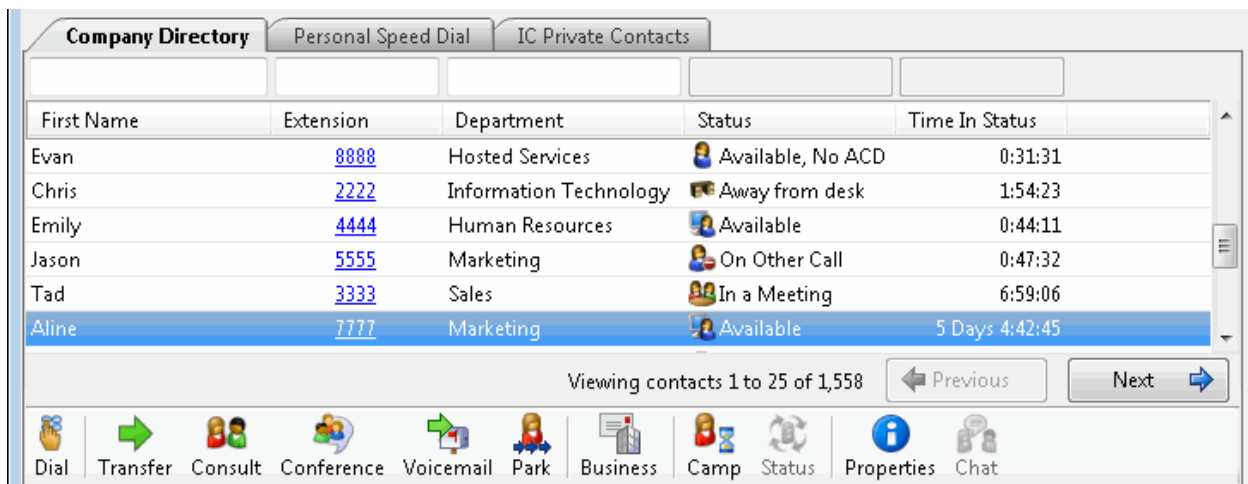 Company Directory Personal Speed Dial IC Private Contacts
First Name Extension Department Status Time In Status
Evan 8888 Hosted Services Available, No ACD 0:31:31
Chris 2222 Information Technology Away from desk 1:54:23
Emily 4444 Human Resources Available 0:44:11
Jason 5555 Marketing On Other Call 0:47:32
Tad 3333 Sales In a Meeting 6:59:06
Aline 7777 Marketing Available 5 Days 4:42:45
Viewing contacts 1 to 25 of 1,558 Previous Next
Dial Transfer Consult Conference Voicemail Park Business Camp Status Properties Chat